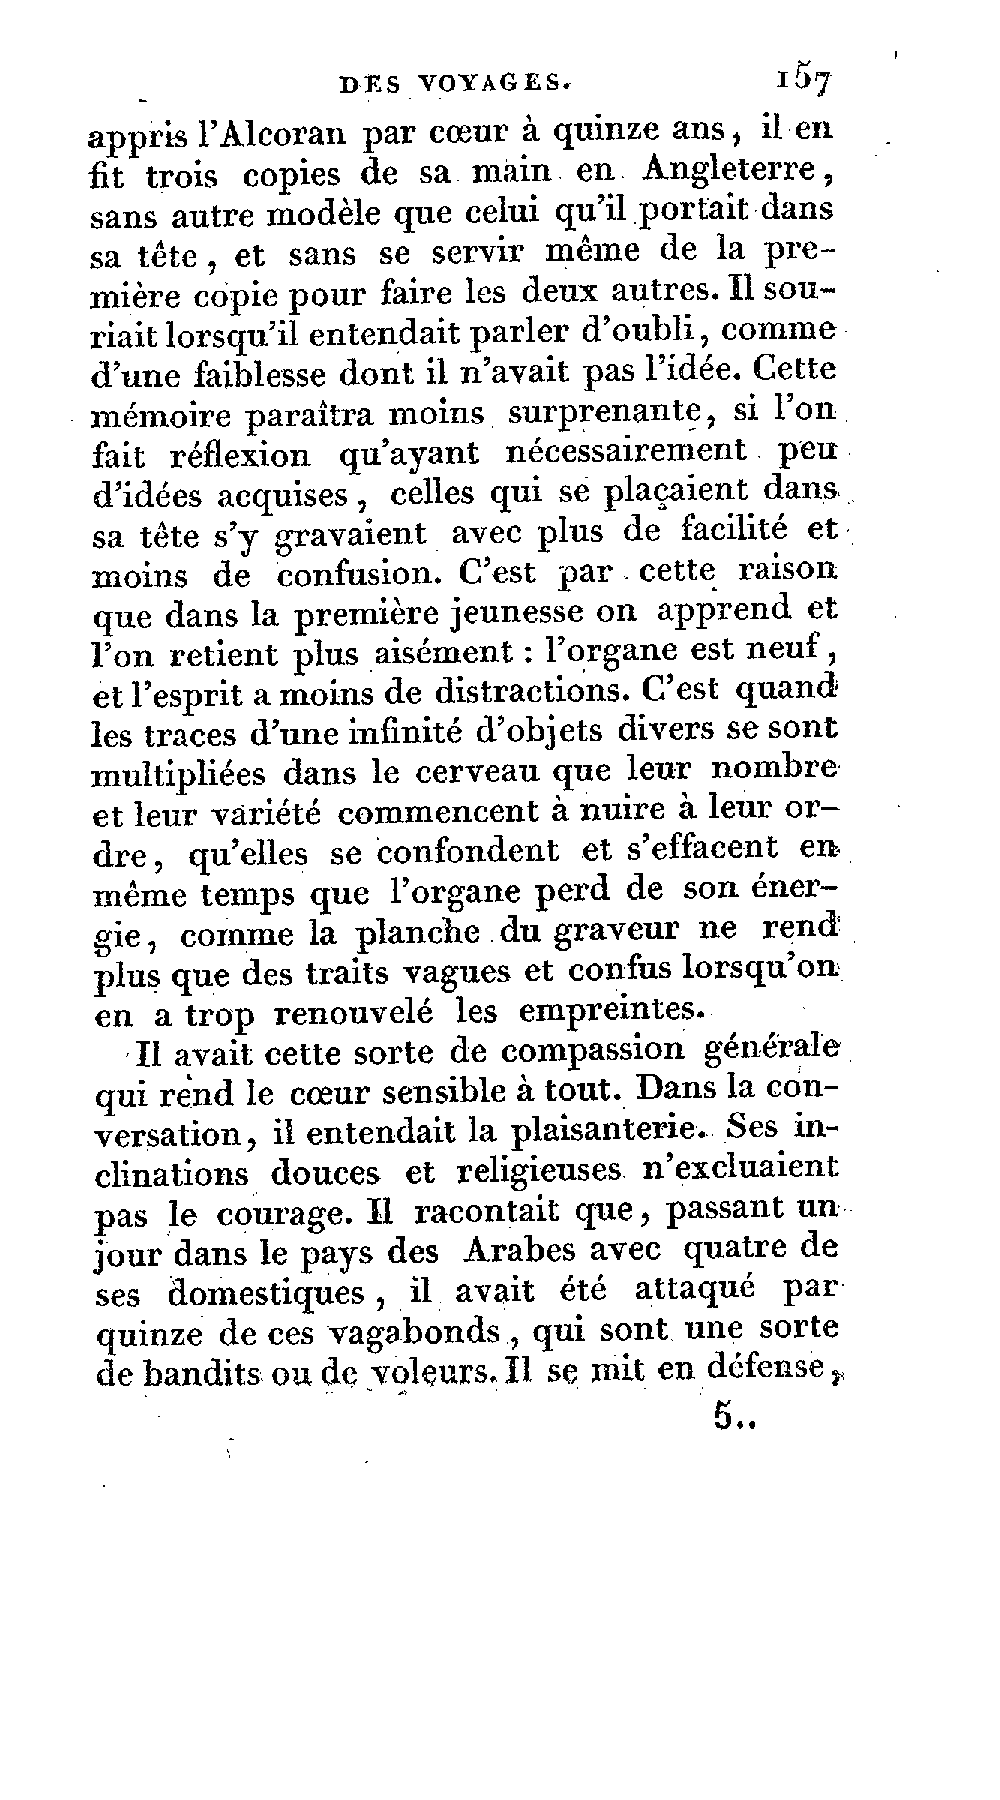 DES VOYAGES. 157
appris l'Alcoran par cœur à quinze ans, il en
fit trois copies de sa main en Angleterre,
sans autre modèle que celui qu'il portait dans
sa tête, et sans se servir même de la pre-
mière copie pour faire les deux autres. Il sou-
riait lorsqu'il entendait parler d'oubli, comme
d'une faiblesse dont il n'avait pas l'idée. Cette
mémoire paraîtra moins surprenante, si l'on
fait réflexion qu'ayant nécessairement peu
d'idées acquises, celles qui se plaçaient dans
sa tête s'y gravaient avec plus de facilité et
moins de confusion. C'est par cette raison
que dans la première jeunesse on apprend et
l'on retient plus aisément : l'organe est neuf,
et l'esprit a moins de distractions. C'est quand
les traces d'une infinité d'objets divers se sont
multipliées dans le cerveau que leur nombre
et leur variété commencent à nuire à leur or-
dre, qu'elles se confondent et s'effacent en
même temps que l'organe perd de son éner-
gie, comme la planche du graveur ne rend
plus que des traits vagues et confus lorsqu'on
en a trop renouvelé les empreintes.
Il avait cette sorte de compassion générale
qui rend le cœur sensible à tout. Dans la con-
versation, il entendait la plaisanterie. Ses in-
clinations douces et religieuses n'excluaient
pas le courage. Il racontait que, passant un
jour dans le pays des Arabes avec quatre de
ses domestiques, il avait été attaqué par
quinze de ces vagabonds, qui sont une sorte
de bandits ou de voleurs. Il se mit en défense,
5..